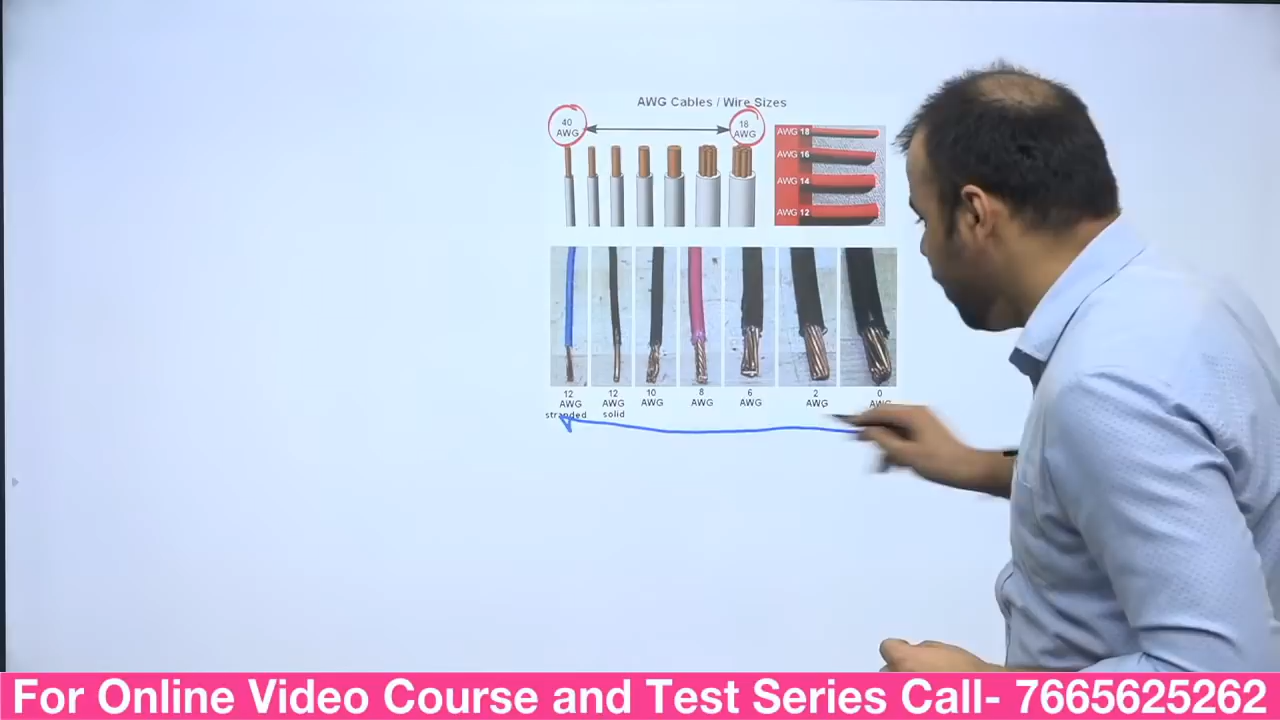 AWG Cables / Wire Sizes
40
AWG
18
AWG
AWG 18
AWG 16
AWG 14
AWG 12
12
AWG
stranded
12
AWG
solid
10
AWG
8
AWG
6
AWG
2
AWG
0
AWG
For Online Video Course and Test Series Call- 7665625262